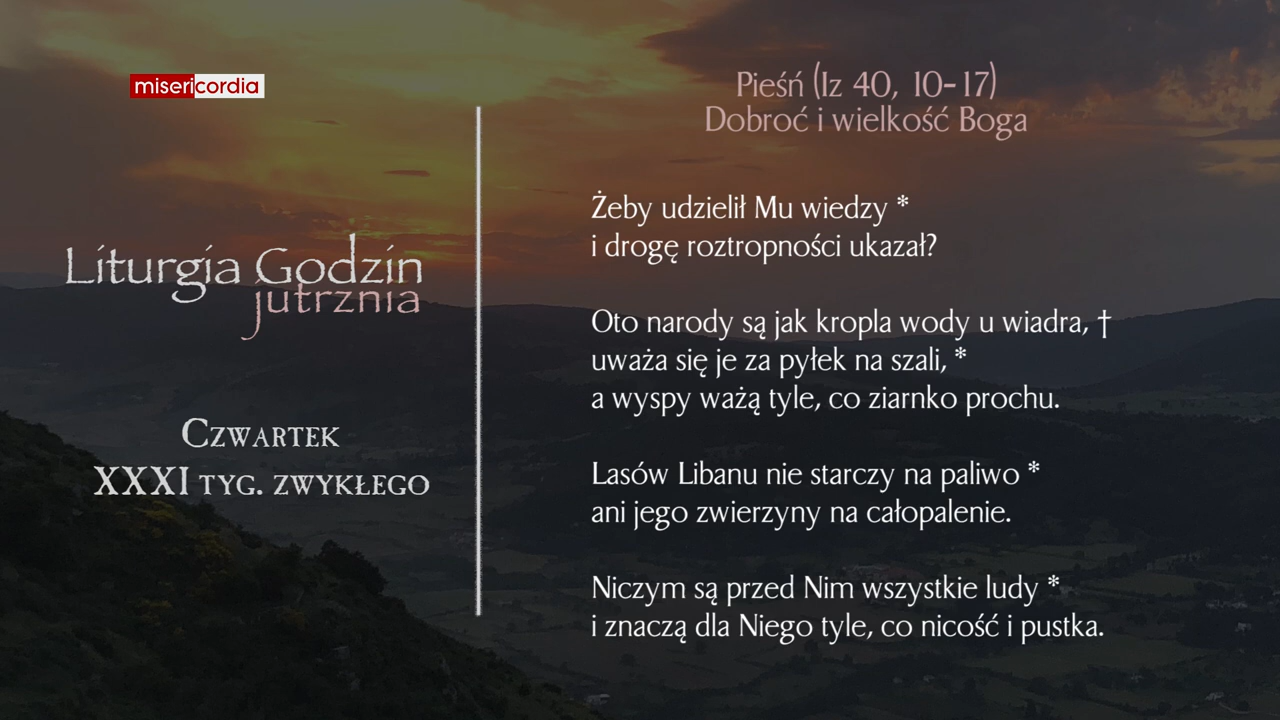 misericordia
Liturgia Godzin
jutrznia
Czwartek
XXXI tyg. zwykłego
Pieśń (Iz 40, 10-17)
Dobroć i wielkość Boga
Żeby udzielił Mu wiedzy *
i drogę roztropności ukazał?
Oto narody są jak kropla wody u wiadra, †
uważa się je za pyłek na szali, *
a wyspy ważą tyle, co ziarnko prochu.
Lasów Libanu nie starczy na paliwo *
ani jego zwierzyny na całopalenie.
Niczym są przed Nim wszystkie ludy *
i znaczą dla Niego tyle, co nicość i pustka.